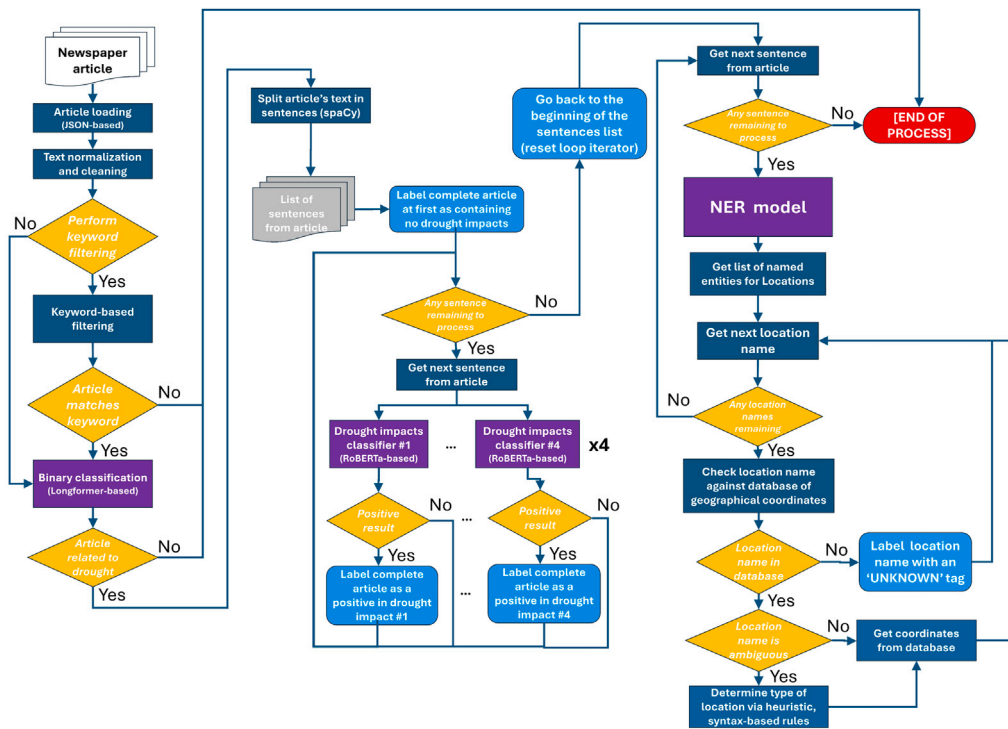 Newspaper
article
Article loading
(JSON-based)
Text normalization
and cleaning
No
Perform
keyword
filtering
Yes
Keyword-based
filtering
Article
matches
keyword
No
Yes
Binary classification
(Longformer-based)
Article
related to
drought
No
Yes
Split article's text in
sentences (spaCy)
List of
sentences
from article
Label complete article
at first as containing
no drought impacts
Go back to the
beginning of the
sentences list
(reset loop iterator)
Any sentence
remaining to
process
No
Yes
Get next sentence
from article
Drought impacts
classifier #1
(RoBERTa-based)
...
Drought impacts
classifier #4
(RoBERTa-based)
x4
Positive
result
No
...
Positive
result
No
Yes
Yes
Label complete
article as a
positive in drought
impact #1
...
Label complete
article as a
positive in drought
impact #4
Get next sentence
from article
Any sentence
remaining to
process
No
[END OF
PROCESS]
Yes
NER model
Get list of named
entities for Locations
Get next location
name
No
Any location
names
remaining
Yes
Check location name
against database of
geographical coordinates
Location
name in
database
No
Label location
name with an
'UNKNOWN' tag
Yes
Location
name is
ambiguous
No
Get coordinates
from database
Yes
Determine type of
location via heuristic,
syntax-based rules